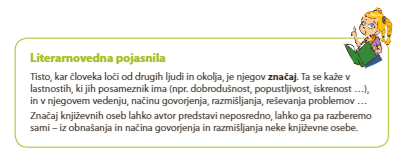 Literarnovedna pojasnila
Tisto, kar človeka loči od drugih ljudi in okolja, je njegov značaj. Ta se kaže v
lastnostih, ki jih posameznik ima (npr. dobrodušnost, popustljivost, iskrenost …),
in v njegovem vedenju, načinu govorjenja, razmišljanja, reševanja problemov …
Značaj književnih oseb lahko avtor predstavi neposredno, lahko ga pa razberemo
sami – iz obnašanja in načina govorjenja in razmišljanja neke književne osebe.